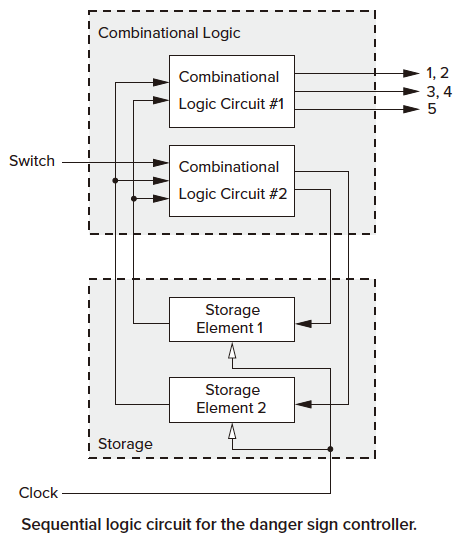 Combinational Logic
Combinational
Logic Circuit #1
1, 2
3, 4
5
Switch
Combinational
Logic Circuit #2
Storage
Element 1
Storage
Element 2
Storage
Clock
Sequential logic circuit for the danger sign controller.